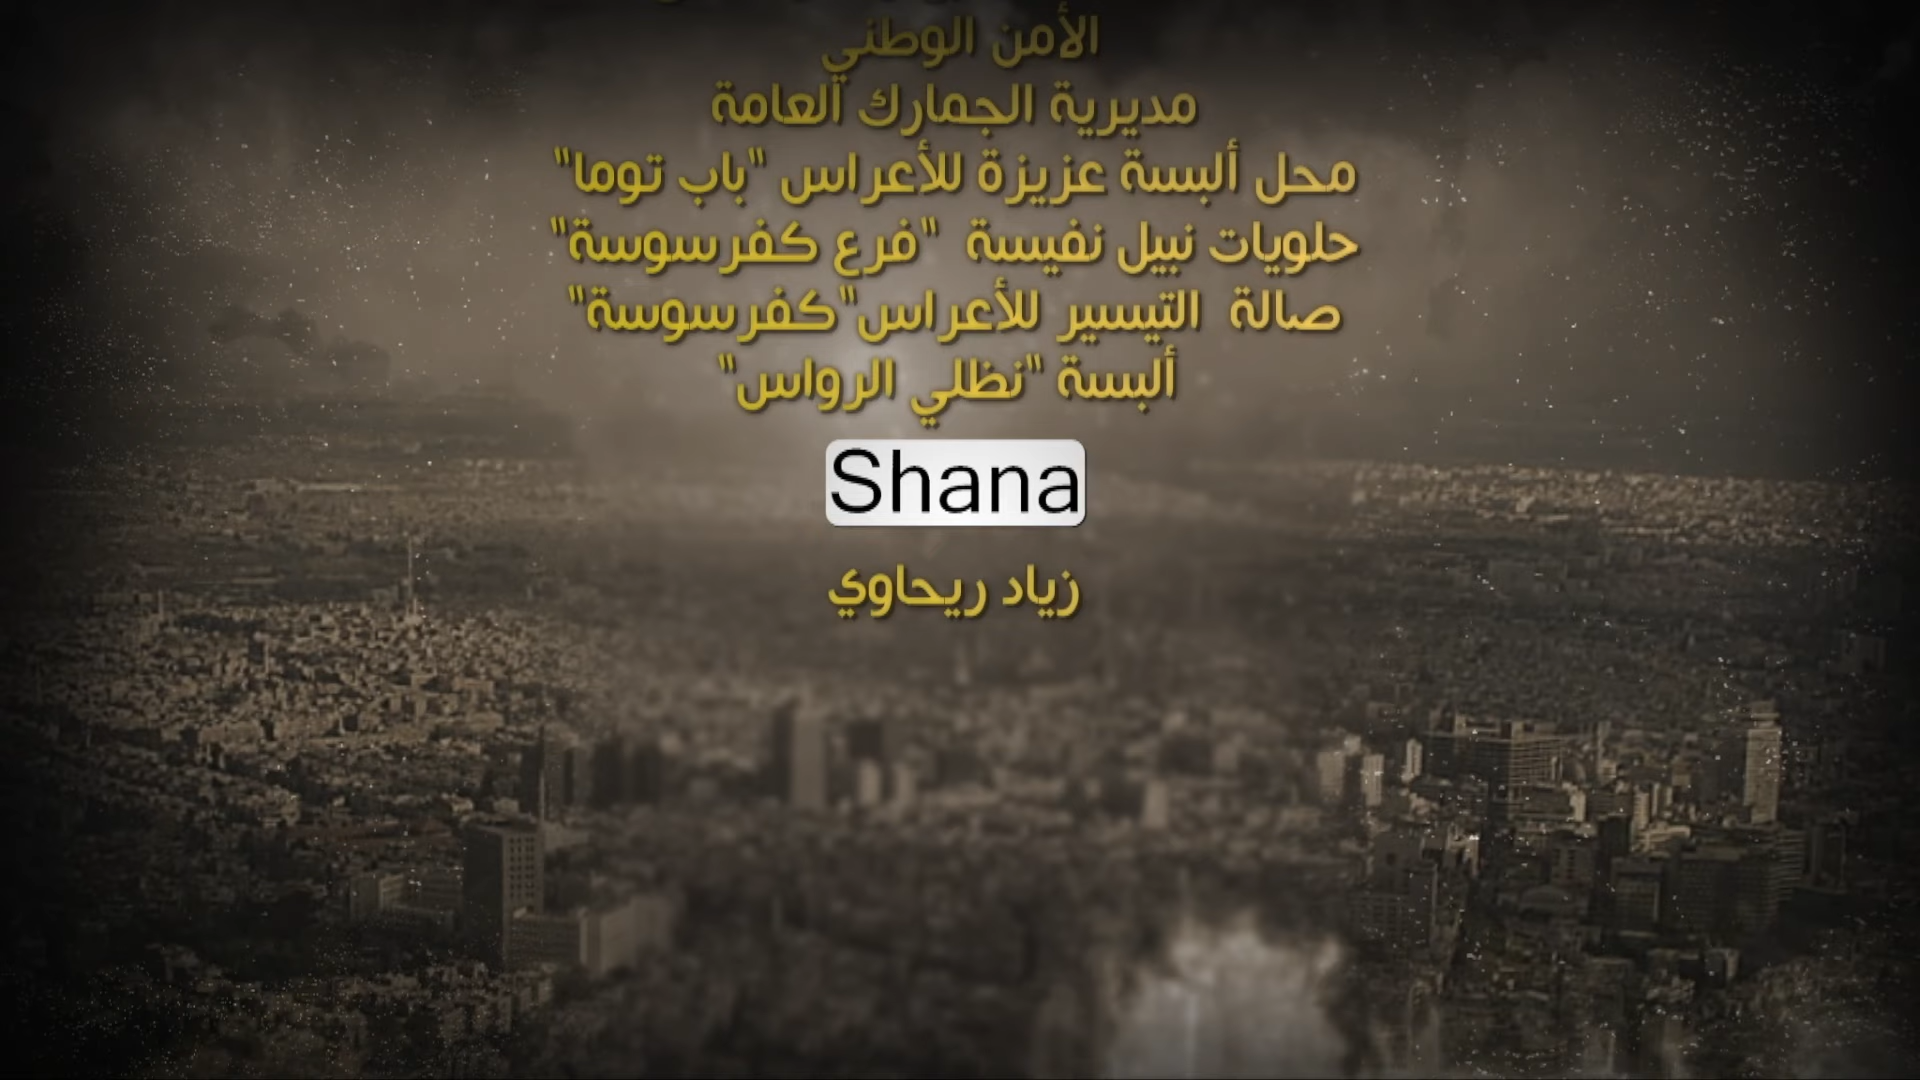 الأمن الوطني
مديرية الجمارك العامة
محل ألبسة عزيزة للأعراس "باب توما"
حلويات نبيل نفيسة "فرع كفرسوسة"
صالة التيسير للأعراس"كفرسوسة"
ألبسة "نظلي الرواس"
Shana
زياد ريحاوي